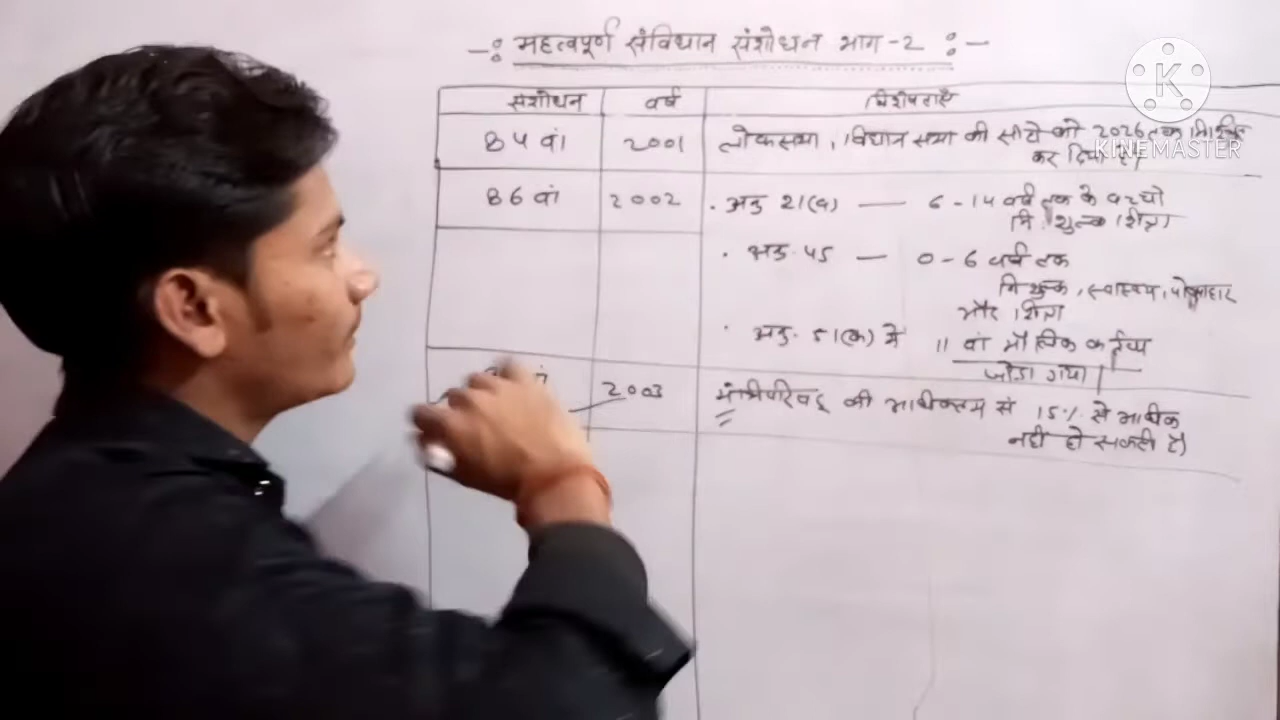 -: महत्वपूर्ण संविधान संशोधन भाग-2 :-
संशोधन वर्ष विशेषताएँ
84 वां 2001 लोकसभा, विधान सभा की सीटो को 2026 तक
कर दिया है।
86 वां 2002 • अनु 21(क) — 6-14 वर्ष तक के बच्चो
नि:शुल्क शिक्षा
• अनु. 45 — 0-6 वर्ष तक
निशुल्क, स्वास्थ्य, पोषाहार
और शिक्षा
• अनु. 51(क) में 11 वां मौलिक कर्तव्य
जोडा गया।
2003 मंत्रिपरिषद् की अधिकतम सं 15% से अधिक
नही हो सकती है।
K
KINEMASTER